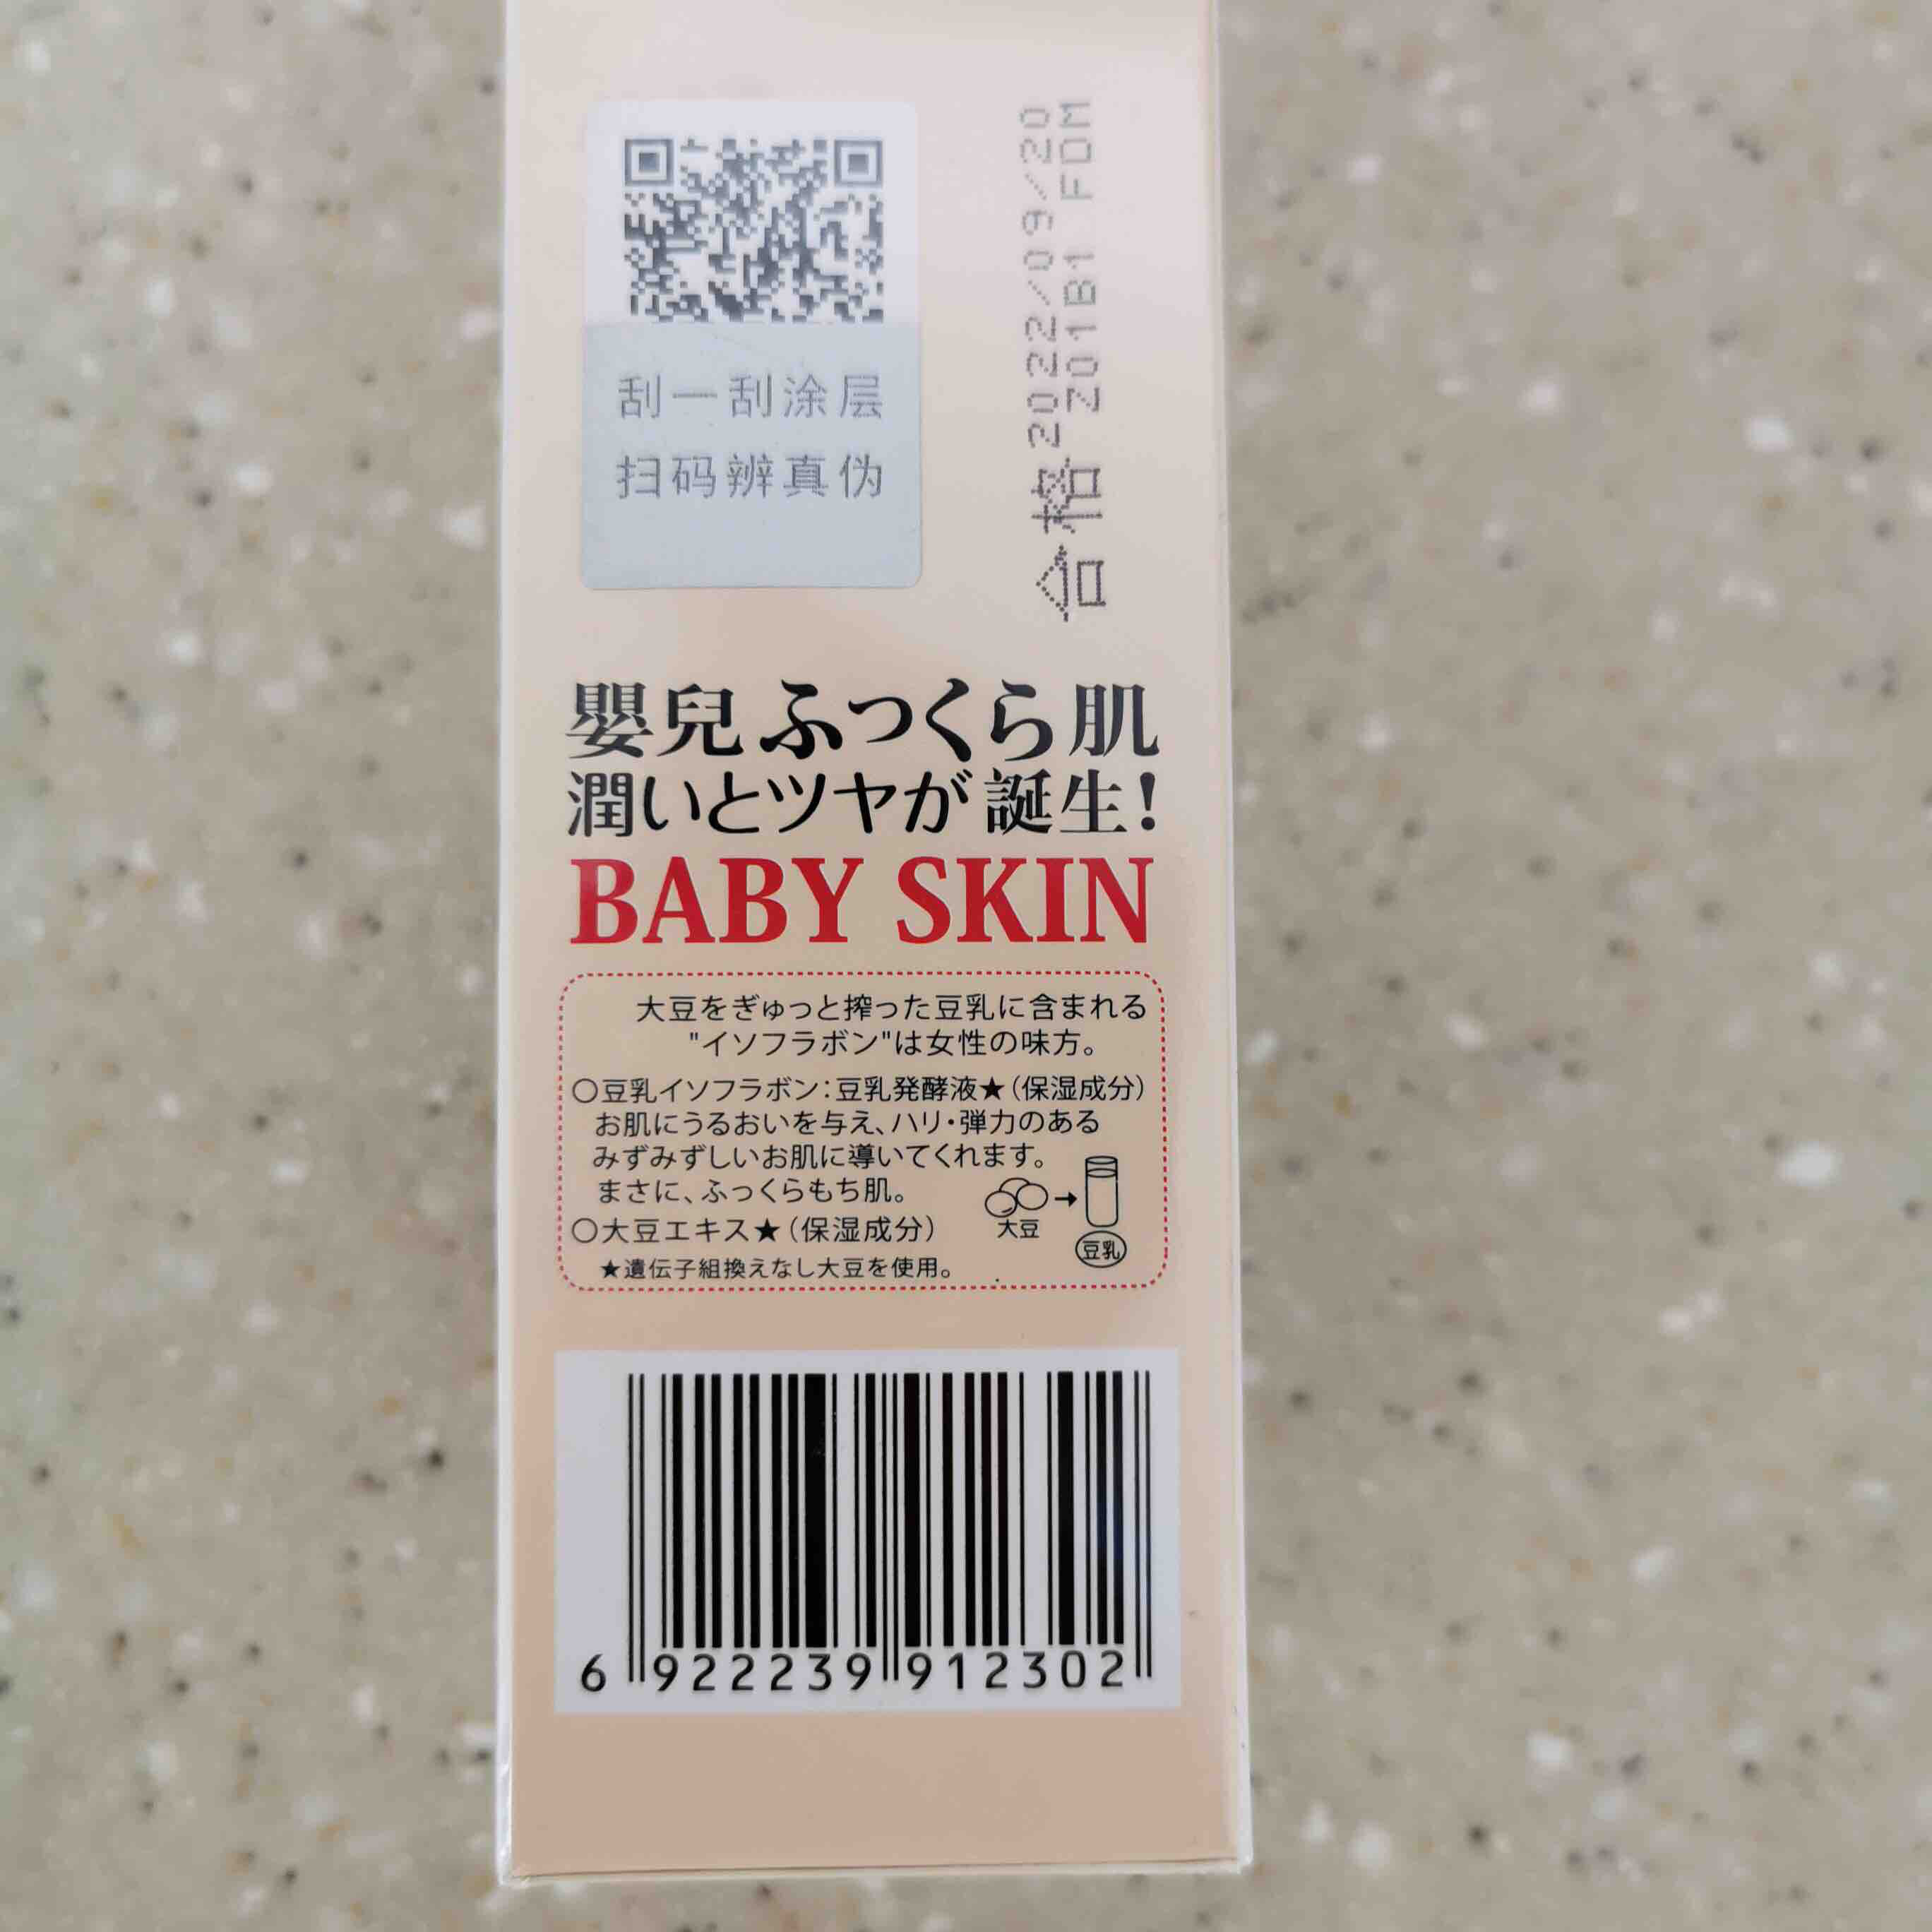 刮一刮涂层
扫码辨真伪
合格 2022/09/20
Z01B1 FDM
嬰兒ふっくら肌
潤いとツヤが誕生!
BABY SKIN
大豆をぎゅっと搾った豆乳に含まれる
"イソフラボン"は女性の味方。
○豆乳イソフラボン:豆乳発酵液★(保湿成分)
お肌にうるおいを与え、ハリ・弾力のある
みずみずしいお肌に導いてくれます。
まさに、ふっくらもち肌。
大豆
豆乳
○大豆エキス★(保湿成分)
★遺伝子組換えなし大豆を使用。
6 922239 912302